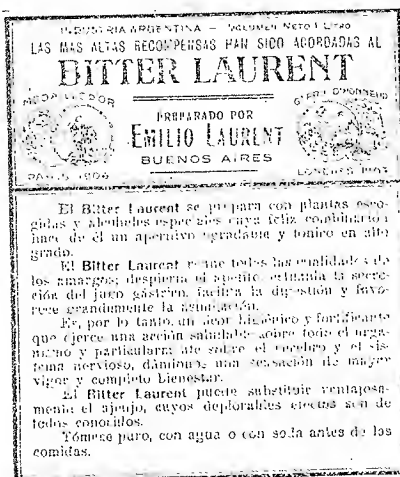 INDUSTRIA ARGENTINA — VOLUMEN NETO 1 LITRO
LAS MAS ALTAS RECOMPENSAS HAN SIDO ACORDADAS AL
BITTER LAURENT
MEDAILLE D'OR
PARIS 1906
PREPARADO POR
EMILIO LAURENT
BUENOS AIRES
D'HONNEUR
LONDRES
El Bitter Laurent se prepara con plantas esco-
gidas y alcoholes especiales cuya feliz combinación
hace de él un aperitivo agradable y tónico en alto
grado.
El Bitter Laurent reune todas las cualidades de
los amargos; despierta el apetito, estimula la secre-
ción del jugo gástrico, facilita la digestión y favo-
rece grandemente la asimilación.
Es, por lo tanto, un licor higiénico y fortificante
que ejerce una acción saludable sobre todo el orga-
nismo y particularmente sobre el cerebro y el sis-
tema nervioso, dándonos una sensación de mayor
vigor y completo bienestar.
El Bitter Laurent puede substituir ventajosa-
mente el ajenjo, cuyos deplorables efectos son de
todos conocidos.
Tómese puro, con agua o con soda antes de las
comidas.